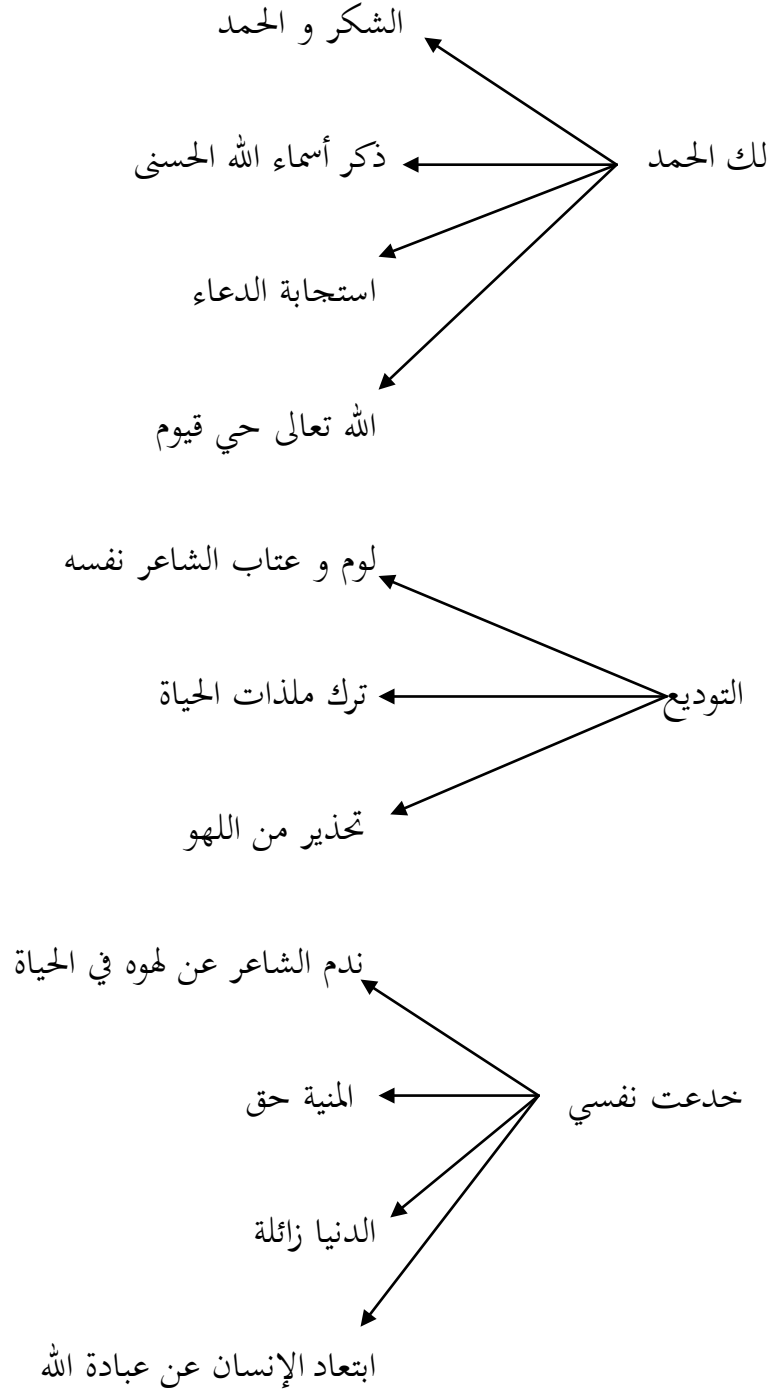 الشكر و الحمد
لك الحمد
ذكر أسماء الله الحسنى
استجابة الدعاء
الله تعالى حي قيوم
لوم و عتاب الشاعر نفسه
التوديع
ترك ملذات الحياة
تحذير من اللهو
ندم الشاعر عن لهوه في الحياة
خدعت نفسي
المنية حق
الدنيا زائلة
ابتعاد الإنسان عن عبادة الله